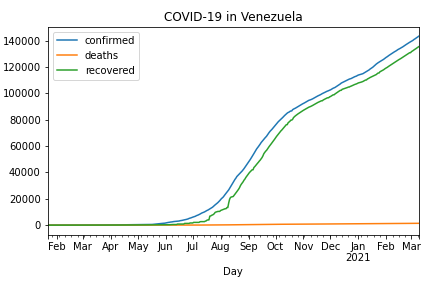 COVID-19 in Venezuela
confirmed
deaths
recovered
140000
120000
100000
80000
60000
40000
20000
0
Feb Mar Apr May Jun Jul Aug Sep Oct Nov Dec Jan Feb Mar
2021
Day